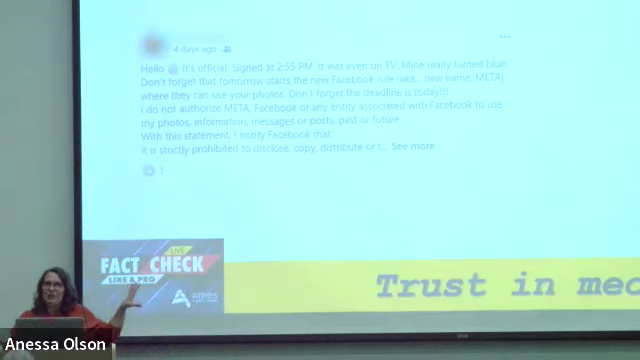 4 days ago
Hello It's official. Signed at 2:55 PM. It was even on TV. Mine really turned blue.
Don't forget that tomorrow starts the new Facebook rule (aka... new name, META)
where they can use your photos. Don't forget the deadline is today!!!
I do not authorize META, Facebook or any entity associated with Facebook to use
my photos, information, messages or posts, past or future.
With this statement, I notify Facebook that
it is strictly prohibited to disclose, copy, distribute or t... See more
1
LIVE
FACT CHECK
LIKE A PRO
AMES
Trust in med
Anessa Olson